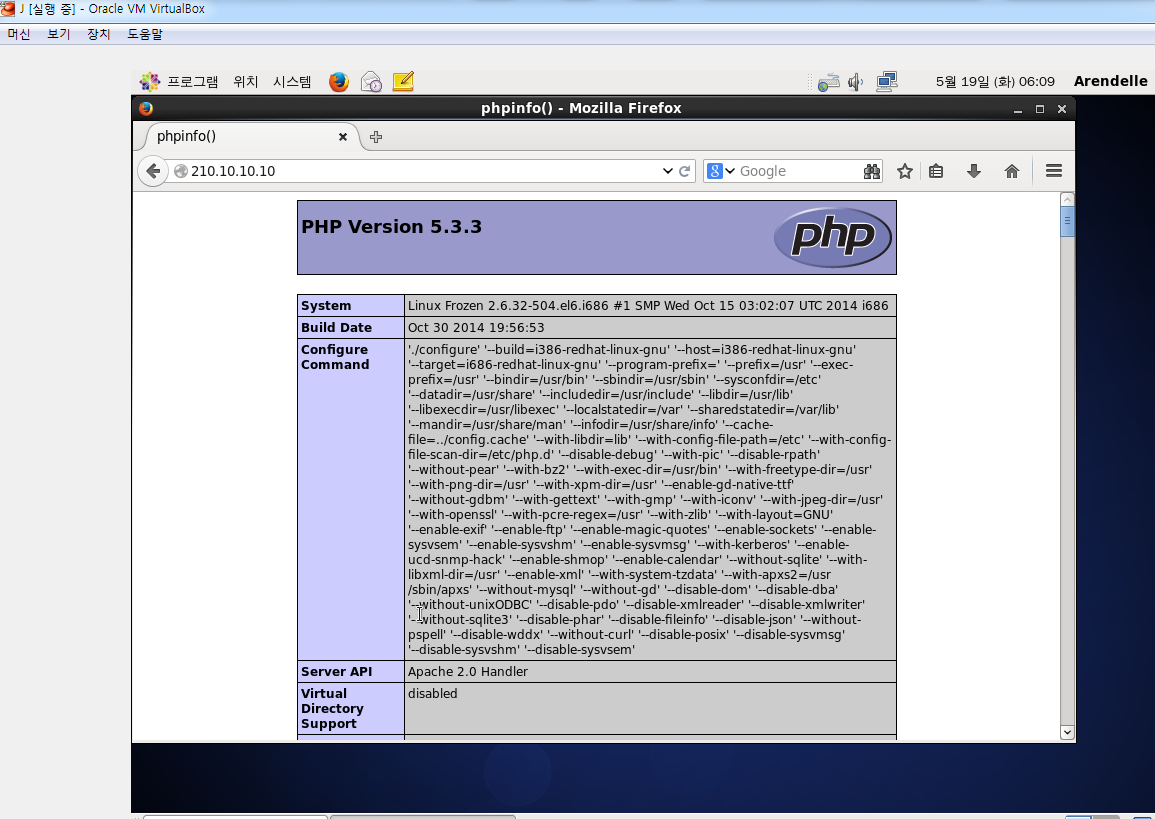 J [실행 중] - Oracle VM VirtualBox
머신 보기 장치 도움말
프로그램 위치 시스템 5월 19일 (화) 06:09 Arendelle
phpinfo() - Mozilla Firefox
phpinfo()
210.10.10.10 8 Google
PHP Version 5.3.3 php
System Linux Frozen 2.6.32-504.el6.i686 #1 SMP Wed Oct 15 03:02:07 UTC 2014 i686
Build Date Oct 30 2014 19:56:53
Configure './configure' '--build=i386-redhat-linux-gnu' '--host=i386-redhat-linux-gnu'
Command '--target=i686-redhat-linux-gnu' '--program-prefix=' '--prefix=/usr' '--exec-
prefix=/usr' '--bindir=/usr/bin' '--sbindir=/usr/sbin' '--sysconfdir=/etc'
'--datadir=/usr/share' '--includedir=/usr/include' '--libdir=/usr/lib'
'--libexecdir=/usr/libexec' '--localstatedir=/var' '--sharedstatedir=/var/lib'
'--mandir=/usr/share/man' '--infodir=/usr/share/info' '--cache-
file=../config.cache' '--with-libdir=lib' '--with-config-file-path=/etc' '--with-config-
file-scan-dir=/etc/php.d' '--disable-debug' '--with-pic' '--disable-rpath'
'--without-pear' '--with-bz2' '--with-exec-dir=/usr/bin' '--with-freetype-dir=/usr'
'--with-png-dir=/usr' '--with-xpm-dir=/usr' '--enable-gd-native-ttf'
'--without-gdbm' '--with-gettext' '--with-gmp' '--with-iconv' '--with-jpeg-dir=/usr'
'--with-openssl' '--with-pcre-regex=/usr' '--with-zlib' '--with-layout=GNU'
'--enable-exif' '--enable-ftp' '--enable-magic-quotes' '--enable-sockets' '--enable-
sysvsem' '--enable-sysvshm' '--enable-sysvmsg' '--with-kerberos' '--enable-
ucd-snmp-hack' '--enable-shmop' '--enable-calendar' '--without-sqlite' '--with-
libxml-dir=/usr' '--enable-xml' '--with-system-tzdata' '--with-apxs2=/usr
/sbin/apxs' '--without-mysql' '--without-gd' '--disable-dom' '--disable-dba'
'--without-unixODBC' '--disable-pdo' '--disable-xmlreader' '--disable-xmlwriter'
'--without-sqlite3' '--disable-phar' '--disable-fileinfo' '--disable-json' '--without-
pspell' '--disable-wddx' '--without-curl' '--disable-posix' '--disable-sysvmsg'
'--disable-sysvshm' '--disable-sysvsem'
Server API Apache 2.0 Handler
Virtual disabled
Directory
Support